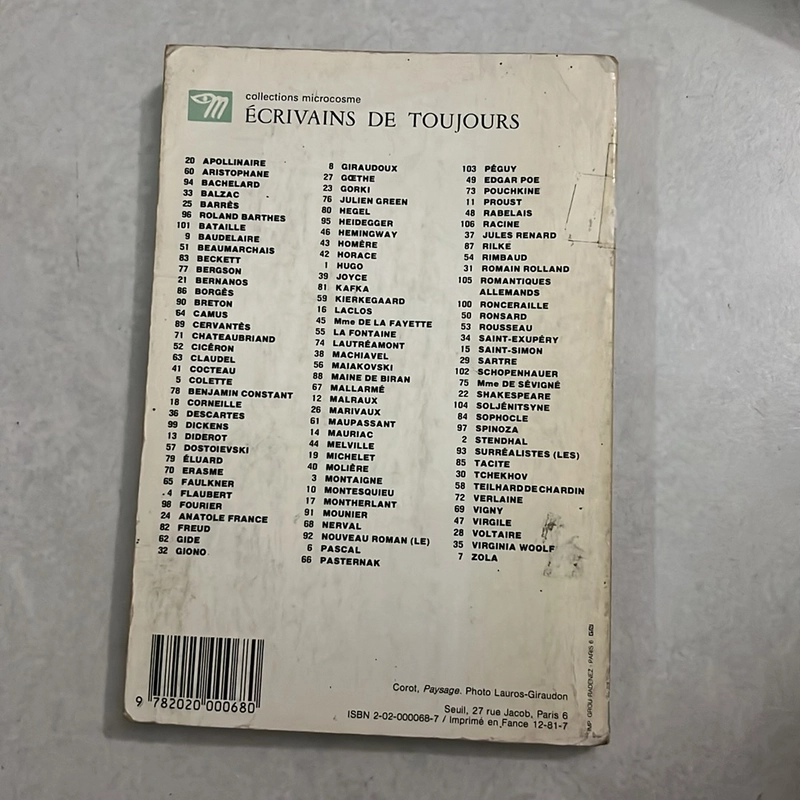 collections microcosme
ÉCRIVAINS DE TOUJOURS
20 APOLLINAIRE
60 ARISTOPHANE
94 BACHELARD
33 BALZAC
25 BARRÈS
96 ROLAND BARTHES
101 BATAILLE
9 BAUDELAIRE
51 BEAUMARCHAIS
83 BECKETT
77 BERGSON
21 BERNANOS
86 BORGÈS
90 BRETON
64 CAMUS
89 CERVANTÈS
71 CHATEAUBRIAND
52 CICÉRON
63 CLAUDEL
41 COCTEAU
5 COLETTE
78 BENJAMIN CONSTANT
18 CORNEILLE
36 DESCARTES
99 DICKENS
13 DIDEROT
57 DOSTOIEVSKI
79 ÉLUARD
70 ERASME
65 FAULKNER
4 FLAUBERT
98 FOURIER
24 ANATOLE FRANCE
82 FREUD
62 GIDE
32 GIONO
8 GIRAUDOUX
27 GŒTHE
23 GORKI
76 JULIEN GREEN
80 HEGEL
95 HEIDEGGER
46 HEMINGWAY
43 HOMÈRE
42 HORACE
1 HUGO
39 JOYCE
81 KAFKA
59 KIERKEGAARD
16 LACLOS
45 Mme DE LA FAYETTE
55 LA FONTAINE
74 LAUTRÉAMONT
38 MACHIAVEL
56 MAIAKOVSKI
88 MAINE DE BIRAN
67 MALLARMÉ
12 MALRAUX
26 MARIVAUX
61 MAUPASSANT
14 MAURIAC
44 MELVILLE
19 MICHELET
40 MOLIÈRE
3 MONTAIGNE
10 MONTESQUIEU
17 MONTHERLANT
91 MOUNIER
68 NERVAL
92 NOUVEAU ROMAN (LE)
6 PASCAL
66 PASTERNAK
103 PÉGUY
49 EDGAR POE
73 POUCHKINE
11 PROUST
48 RABELAIS
106 RACINE
37 JULES RENARD
87 RILKE
54 RIMBAUD
31 ROMAIN ROLLAND
105 ROMANTIQUES
ALLEMANDS
100 RONCERAILLE
50 RONSARD
53 ROUSSEAU
34 SAINT-EXUPÉRY
15 SAINT-SIMON
29 SARTRE
102 SCHOPENHAUER
75 Mme DE SÉVIGNÉ
22 SHAKESPEARE
104 SOLJÉNITSYNE
84 SOPHOCLE
97 SPINOZA
2 STENDHAL
93 SURRÉALISTES (LES)
85 TACITE
30 TCHEKHOV
58 TEILHARD DE CHARDIN
72 VERLAINE
69 VIGNY
47 VIRGILE
28 VOLTAIRE
35 VIRGINIA WOOLF
7 ZOLA
9 782020 000680
Corot, Paysage. Photo Lauros-Giraudon
Seuil, 27 rue Jacob, Paris 6
ISBN 2-02-000068-7 / Imprimé en Fance 12-81-7
IMP. GROU-RADENEZ - PARIS 6